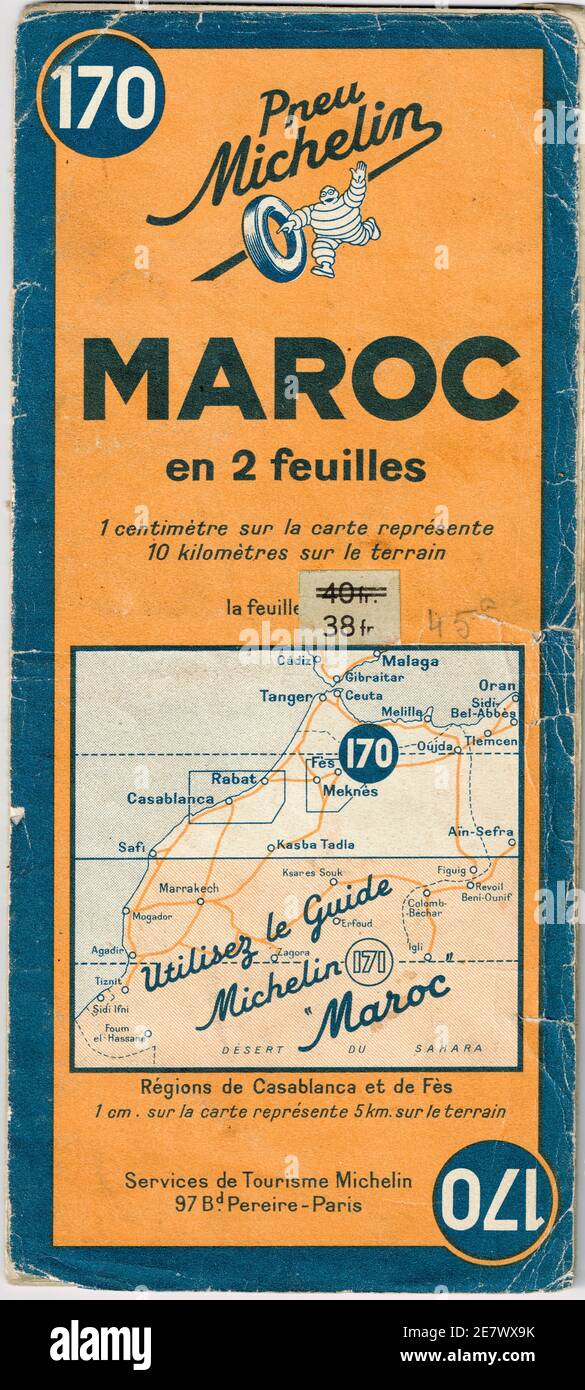 170
Pneu
Michelin
MAROC
en 2 feuilles
1 centimètre sur la carte représente
10 kilomètres sur le terrain
la feuille
40 fr.
38 fr
45
Cádiz
Malaga
Gibraltar
Tanger
Ceuta
Oran
Melilla
Sidi-
Bel-Abbès
170
Oujda
Tlemcen
Fès
Rabat
Meknès
Casablanca
Safi
Kasba Tadla
Aïn-Sefra
Ksares Souk
Figuig
Marrakech
Revoil
Beni-Ounif
Colomb-
Béchar
Mogador
Erfoud
Utilisez le Guide
Agadir
Zagora
Igli
Michelin 171
"Maroc"
Tiznit
Sidi Ifni
Foum
el-Hassane
DÉSERT DU SAHARA
Régions de Casablanca et de Fès
1 cm. sur la carte représente 5 km. sur le terrain
Services de Tourisme Michelin
97 Bd Pereire - Paris
170
alamy
Image ID: 2E7WX9K
www.alamy.com